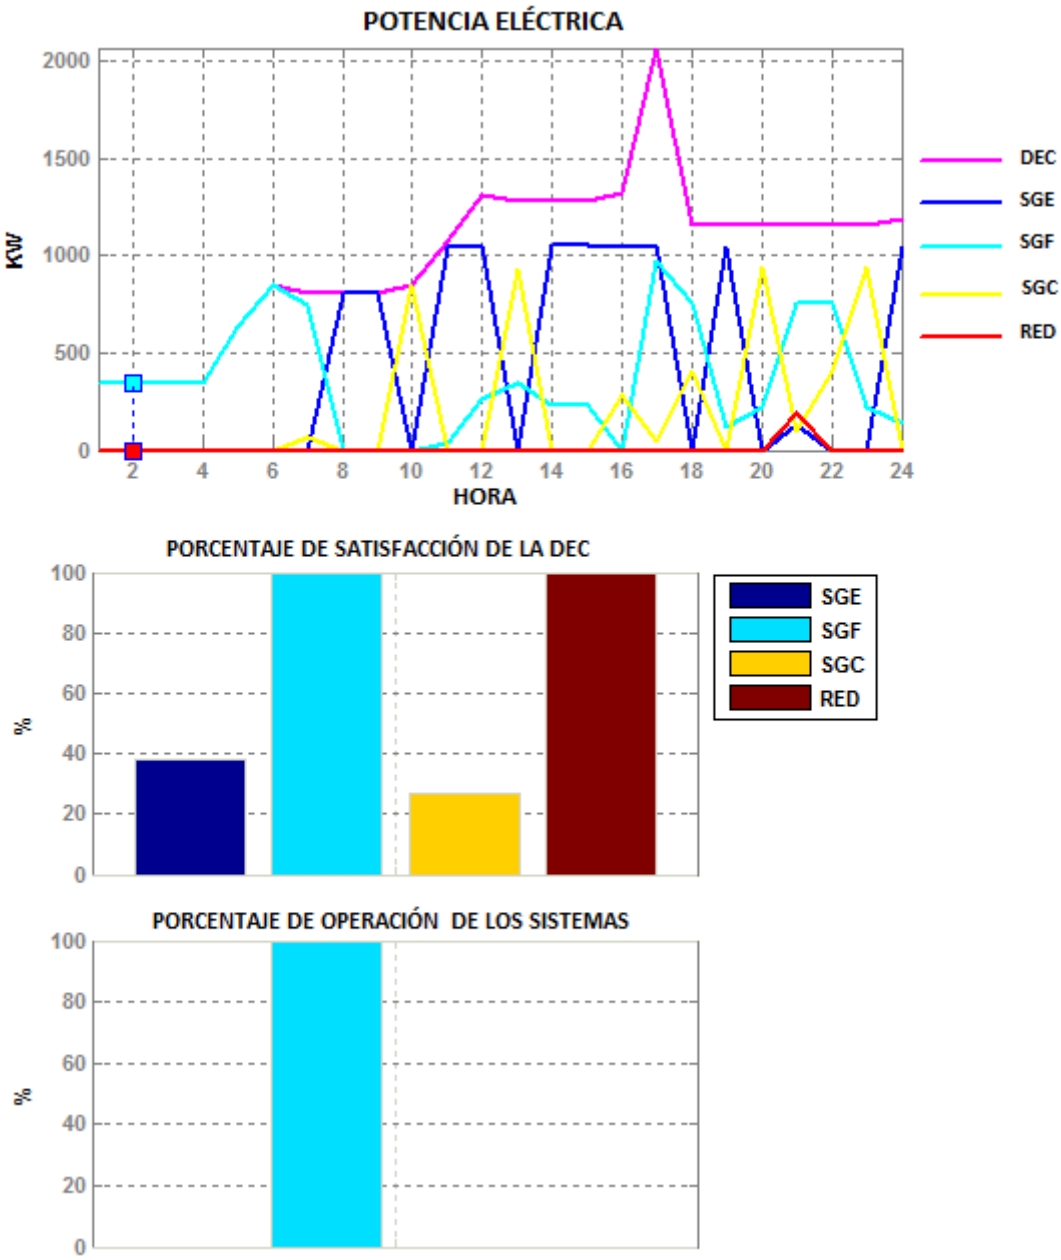 POTENCIA ELÉCTRICA
2000
1500
1000
500
0
KW
2 4 6 8 10 12 14 16 18 20 22 24
HORA
DEC
SGE
SGF
SGC
RED
PORCENTAJE DE SATISFACCIÓN DE LA DEC
100
80
60
40
20
0
%
SGE
SGF
SGC
RED
PORCENTAJE DE OPERACIÓN DE LOS SISTEMAS
100
80
60
40
20
0
%